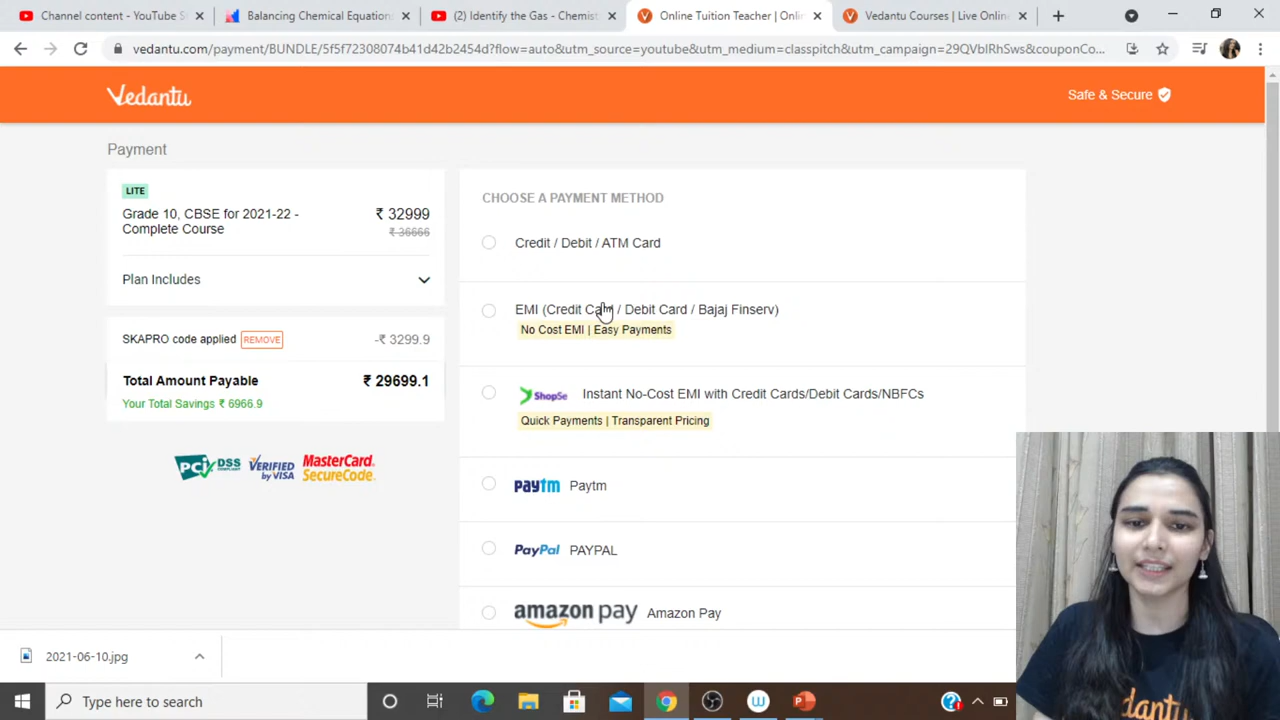 Channel content - YouTube S
Balancing Chemical Equation
(2) Identify the Gas - Chemist
Online Tuition Teacher | Onlin
Vedantu Courses | Live Onlin
vedantu.com/payment/BUNDLE/5f5f72308074b41d42b2454d?flow=auto&utm_source=youtube&utm_medium=classpitch&utm_campaign=29QVbIRhSws&couponCo...
Vedantu
Safe & Secure
Payment
LITE
Grade 10, CBSE for 2021-22 -
Complete Course
₹ 32999
₹ 36666
Plan Includes
SKAPRO code applied REMOVE -₹ 3299.9
Total Amount Payable ₹ 29699.1
Your Total Savings ₹ 6966.9
PCI DSS COMPLIANT VERIFIED by VISA MasterCard. SecureCode.
CHOOSE A PAYMENT METHOD
Credit / Debit / ATM Card
EMI (Credit Card / Debit Card / Bajaj Finserv)
No Cost EMI | Easy Payments
ShopSe Instant No-Cost EMI with Credit Cards/Debit Cards/NBFCs
Quick Payments | Transparent Pricing
paytm Paytm
PayPal PAYPAL
amazon pay Amazon Pay
2021-06-10.jpg
Type here to search
Vedantu